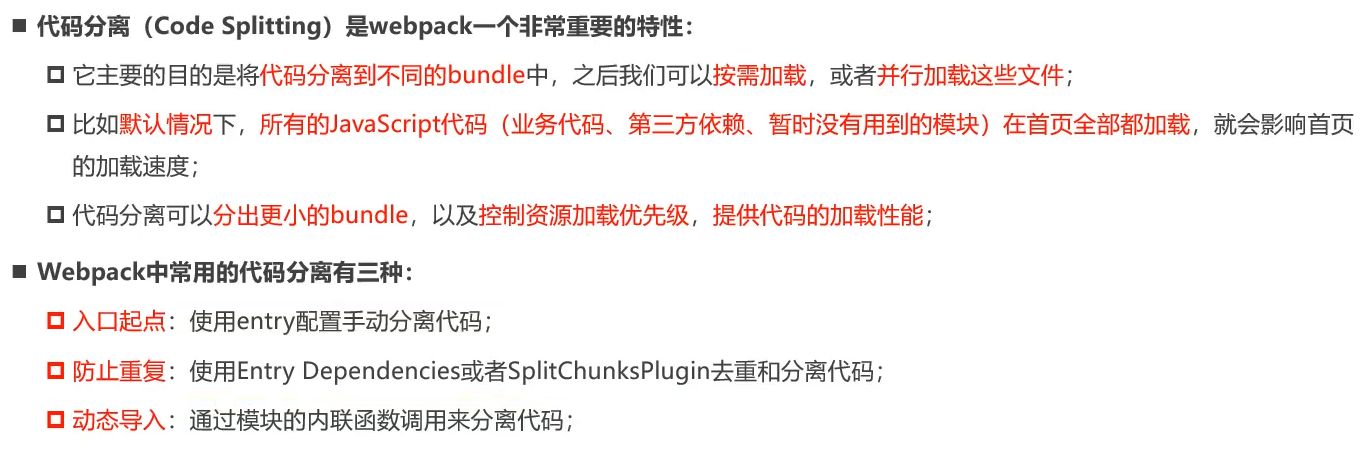 代码分离（Code Splitting）是webpack一个非常重要的特性：
它主要的目的是将代码分离到不同的bundle中，之后我们可以按需加载，或者并行加载这些文件；
比如默认情况下，所有的JavaScript代码（业务代码、第三方依赖、暂时没有用到的模块）在首页全部都加载，就会影响首页
的加载速度；
代码分离可以分出更小的bundle，以及控制资源加载优先级，提供代码的加载性能；
Webpack中常用的代码分离有三种：
入口起点：使用entry配置手动分离代码；
防止重复：使用Entry Dependencies或者SplitChunksPlugin去重和分离代码；
动态导入：通过模块的内联函数调用来分离代码；